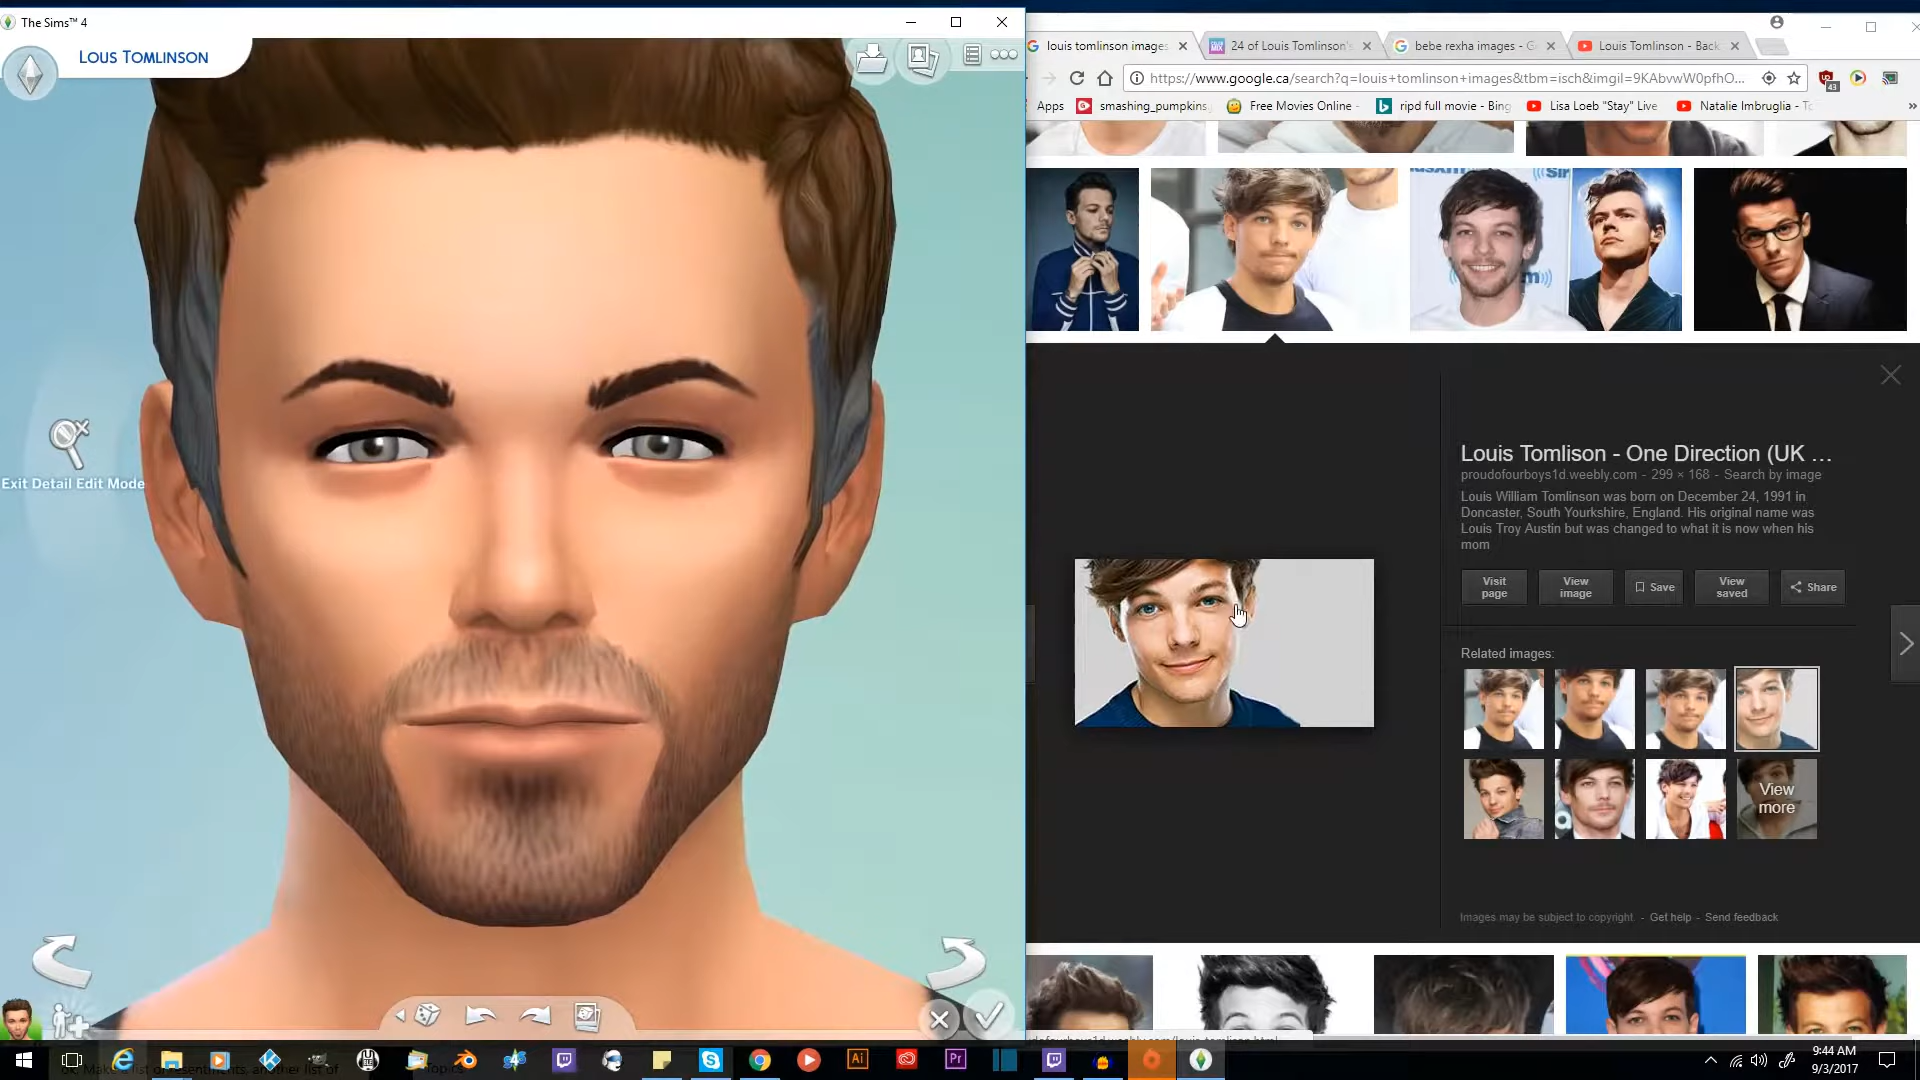 The Sims™ 4
LOUS TOMLINSON
Exit Detail Edit Mode
louis tomlinson images
24 of Louis Tomlinson's
bebe rexha images - G
Louis Tomlinson - Back
https://www.google.ca/search?q=louis+tomlinson+images&tbm=isch&imgil=9KAbvwW0pfhO...
43
Apps
smashing_pumpkins
Free Movies Online -
ripd full movie - Bing
Lisa Loeb "Stay" Live
Natalie Imbruglia - To
»
Louis Tomlison - One Direction (UK ...
proudofourboys1d.weebly.com - 299 × 168 - Search by image
Louis William Tomlinson was born on December 24, 1991 in
Doncaster, South Yourkshire, England. His original name was
Louis Troy Austin but was changed to what it is now when his
mom
Visit page
View image
Save
View saved
Share
Related images:
View more
Images may be subject to copyright. - Get help - Send feedback
Ai
Pr
9:44 AM
9/3/2017